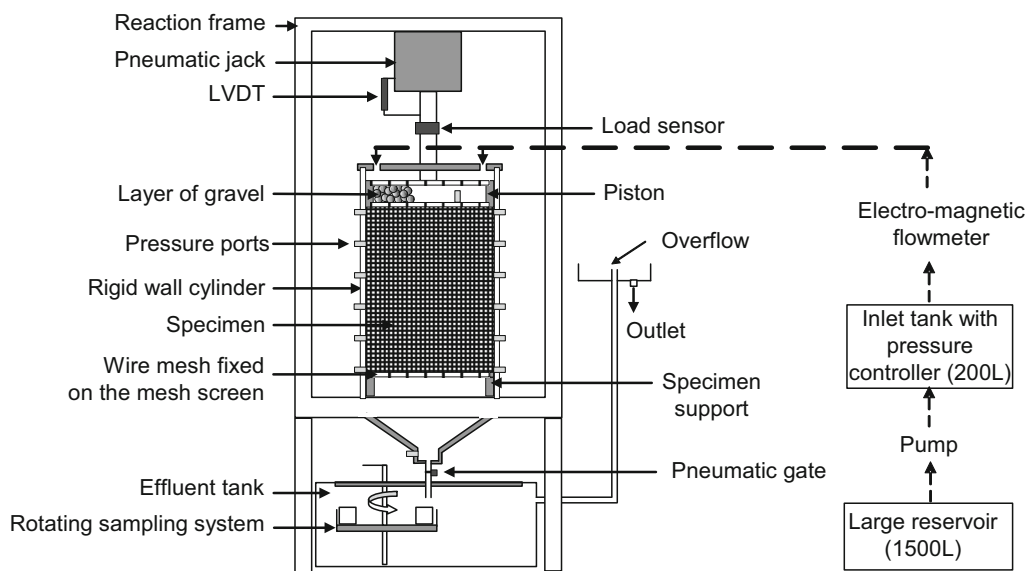 Reaction frame
Pneumatic jack
LVDT
Load sensor
Layer of gravel
Piston
Pressure ports
Rigid wall cylinder
Specimen
Wire mesh fixed
on the mesh screen
Overflow
Outlet
Specimen
support
Electro-magnetic
flowmeter
Inlet tank with
pressure
controller (200L)
Pump
Large reservoir
(1500L)
Pneumatic gate
Effluent tank
Rotating sampling system